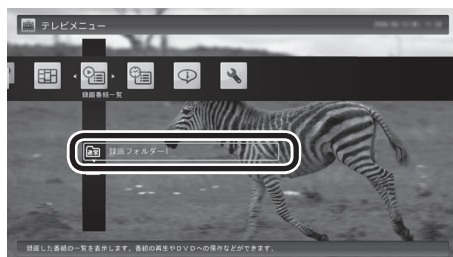 テレビメニュー
録画番組一覧
通常 録画フォルダー1
録画した番組の一覧を表示します。番組の再生やDVDへの保存などができます。